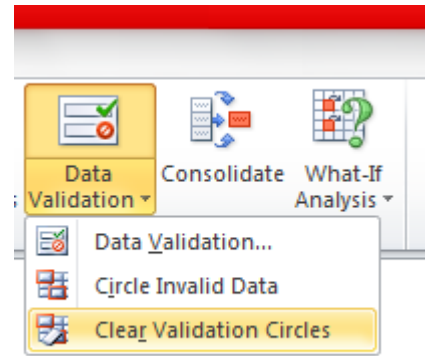 Data Validation
Consolidate
What-If Analysis
Data Validation...
Circle Invalid Data
Clear Validation Circles